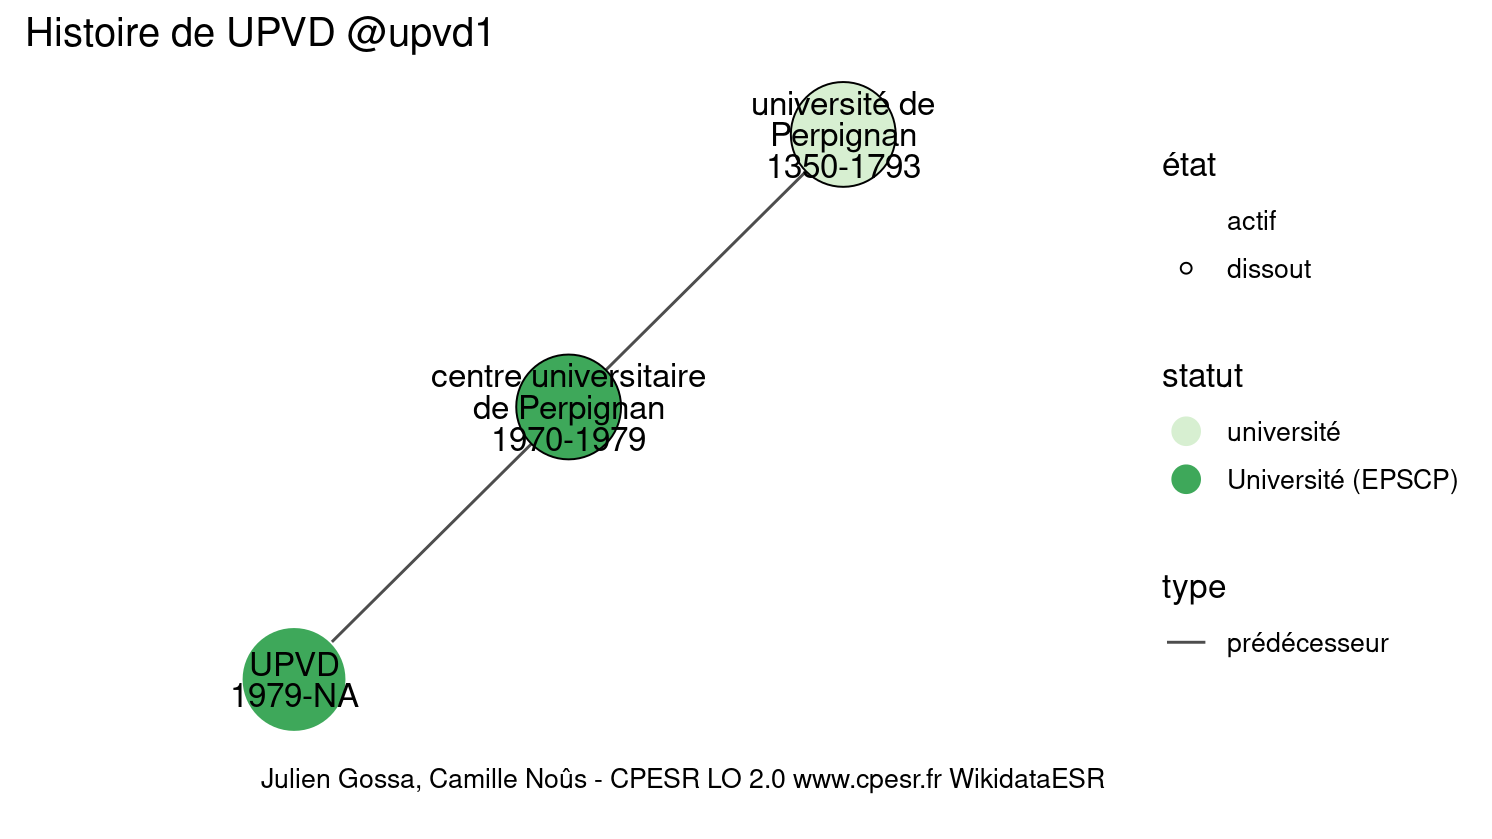 Histoire de UPVD @upvd1
université de
Perpignan
1350-1793
centre universitaire
de Perpignan
1970-1979
UPVD
1979-NA
état
actif
dissout
statut
université
Université (EPSCP)
type
prédécesseur
Julien Gossa, Camille Noûs - CPESR LO 2.0 www.cpesr.fr WikidataESR